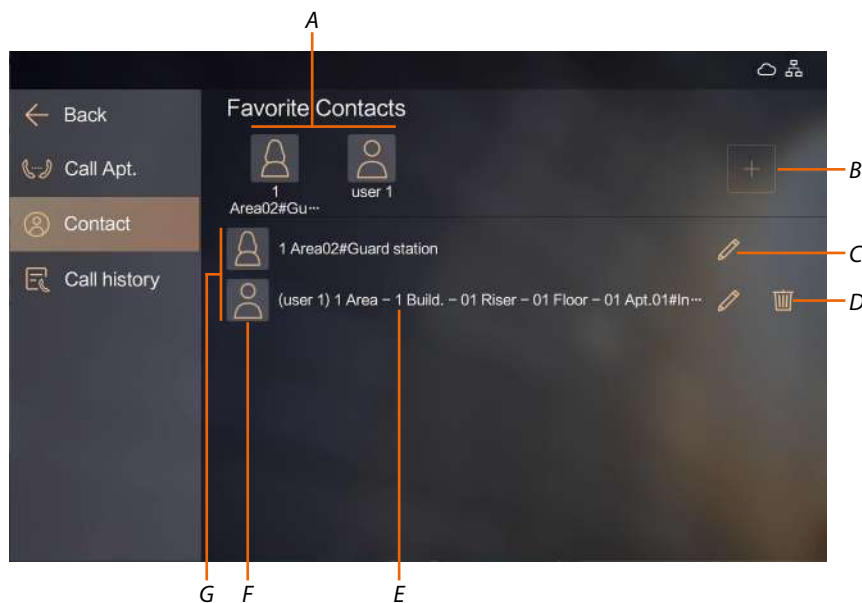 A
Back
Favorite Contacts
Call Apt.
1
Area02#Gu···
user 1
B
Contact
1 Area02#Guard station
C
Call history
(user 1) 1 Area – 1 Build. – 01 Riser – 01 Floor – 01 Apt.01#In···
D
G
F
E